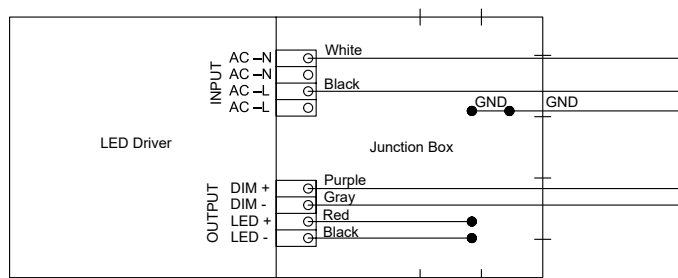 AC –N White
AC –N
AC –L Black
AC –L
INPUT
GND GND
LED Driver
Junction Box
DIM + Purple
DIM - Gray
LED + Red
LED - Black
OUTPUT